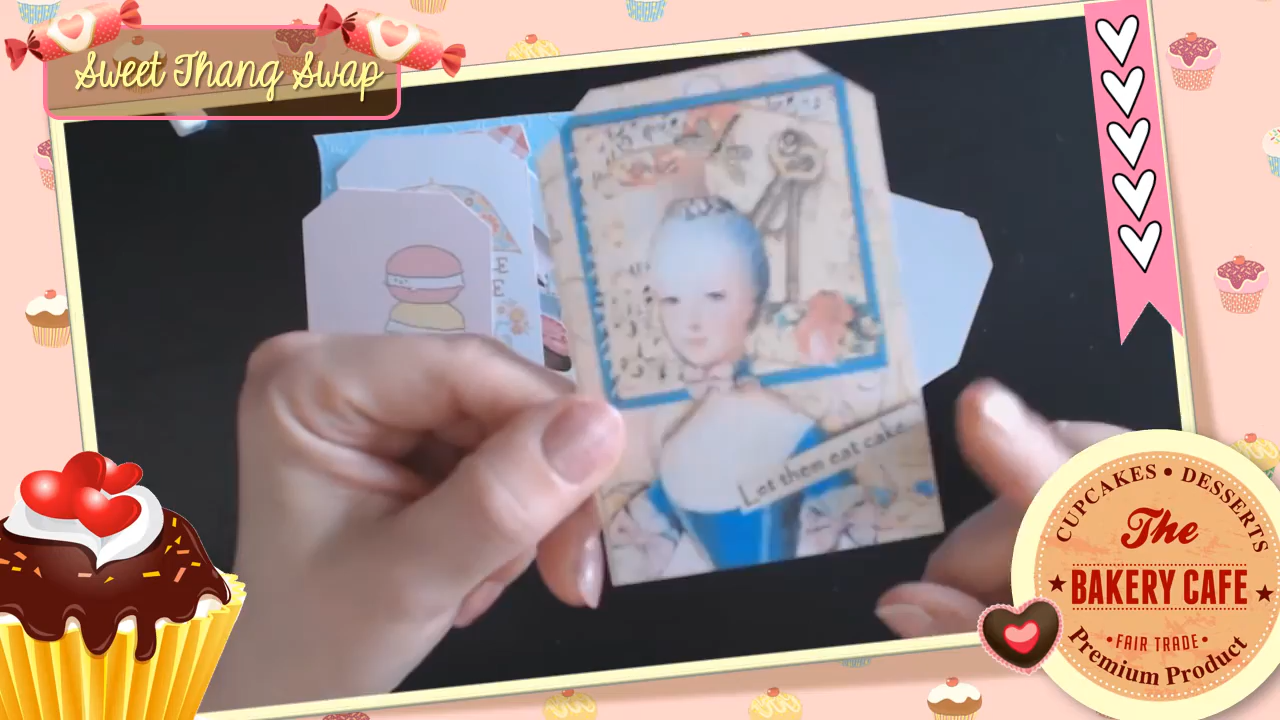 Sweet Thang Swap
Let them eat cake
CUPCAKES • DESSERTS
The
BAKERY CAFE
• FAIR TRADE •
Premium Product